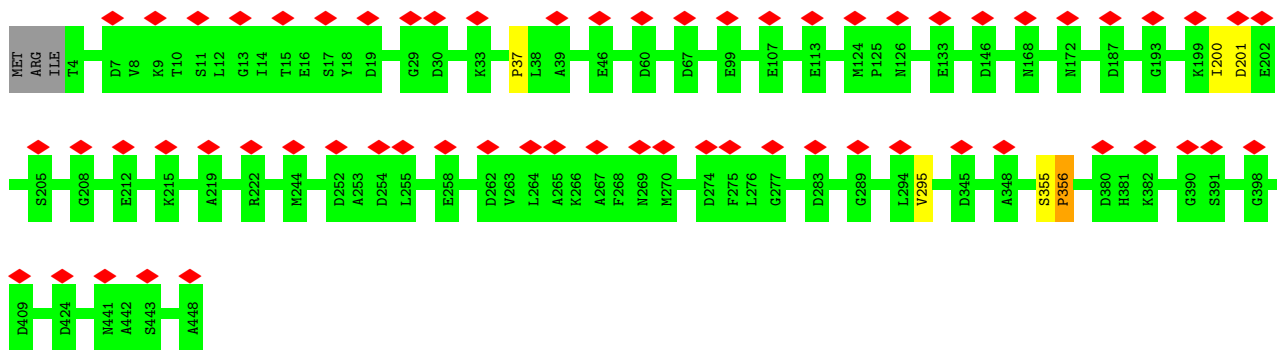 MET ARG ILE T4 D7 V8 K9 T10 S11 L12 G13 I14 T15 E16 S17 Y18 D19 G29 D30 K33 P37 L38 A39 E46 D60 D67 E99 E107 E113 M124 P125 N126 E133 D146 N168 N172 D187 G193 K199 I200 D201 E202
S205 G208 E212 K215 A219 R222 M244 D252 A253 D254 L255 E258 D262 V263 L264 A265 K266 A267 F268 N269 M270 D274 F275 L276 G277 D283 G289 L294 V295 D345 A348 S355 P356 D380 H381 K382 G390 S391 G398
D409 D424 N441 A442 S443 A448